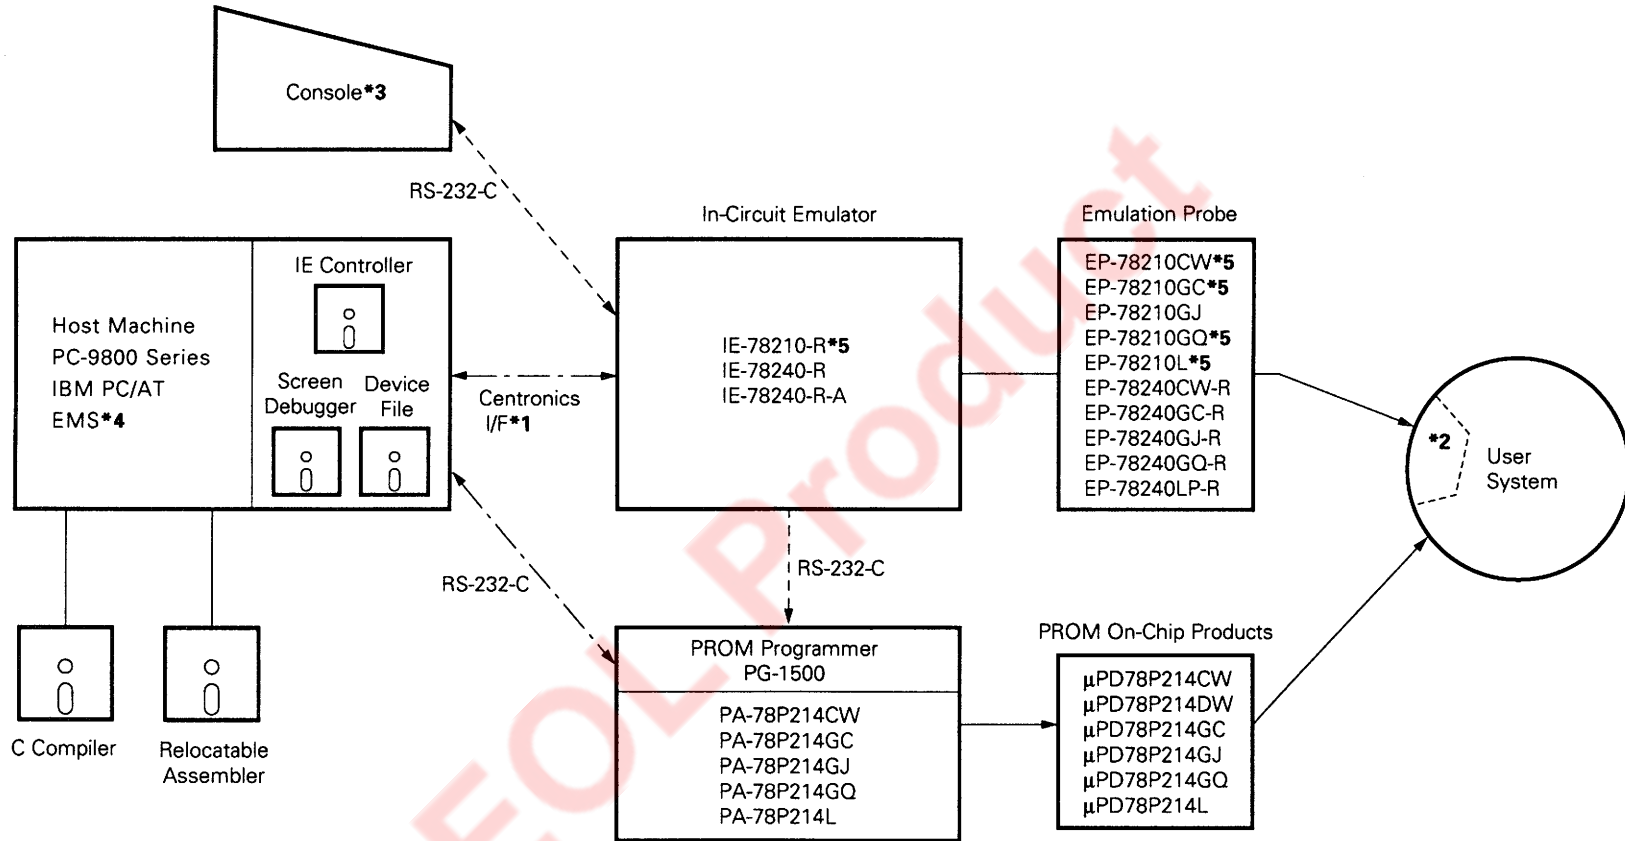 Console*3
RS-232-C
In-Circuit Emulator
Emulation Probe
Host Machine
PC-9800 Series
IBM PC/AT
EMS*4
IE Controller
Screen
Debugger
Device
File
Centronics
I/F*1
IE-78210-R*5
IE-78240-R
IE-78240-R-A
EP-78210CW*5
EP-78210GC*5
EP-78210GJ
EP-78210GQ*5
EP-78210L*5
EP-78240CW-R
EP-78240GC-R
EP-78240GJ-R
EP-78240GQ-R
EP-78240LP-R
*2
User
System
RS-232-C
RS-232-C
C Compiler
Relocatable
Assembler
PROM Programmer
PG-1500
PA-78P214CW
PA-78P214GC
PA-78P214GJ
PA-78P214GQ
PA-78P214L
PROM On-Chip Products
μPD78P214CW
μPD78P214DW
μPD78P214GC
μPD78P214GJ
μPD78P214GQ
μPD78P214L
EOL Product